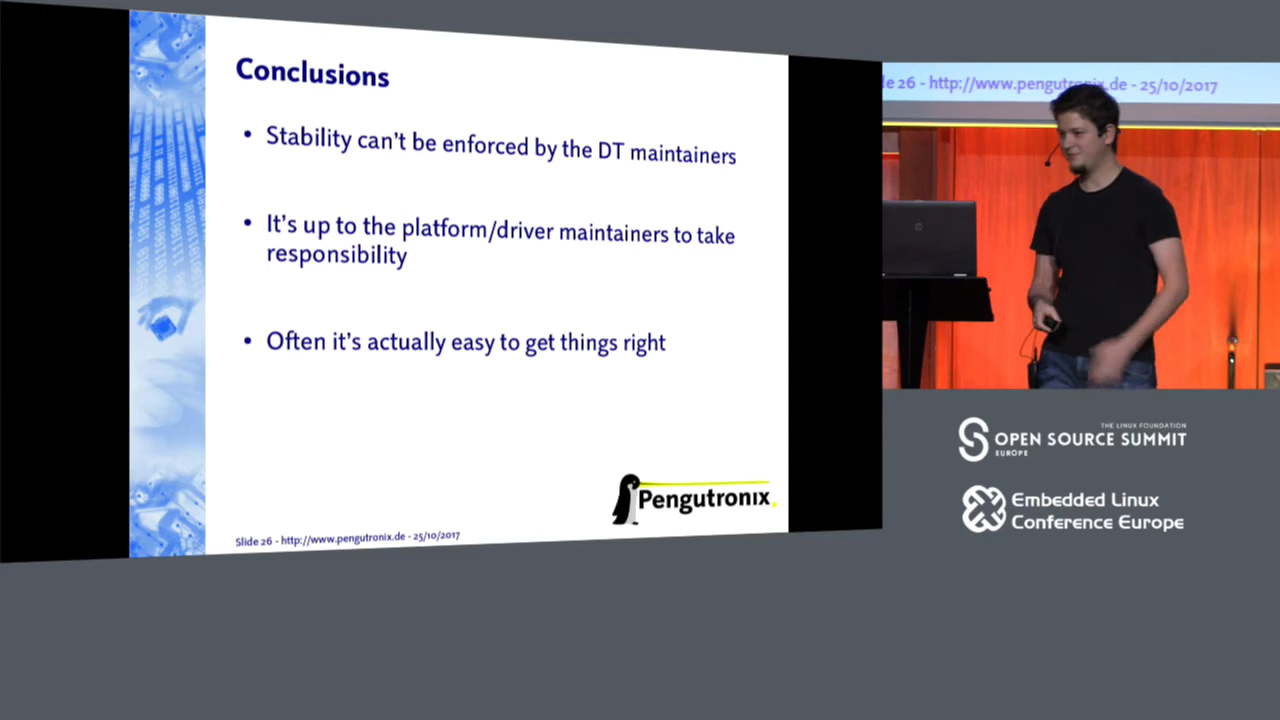 Conclusions
• Stability can't be enforced by the DT maintainers
• It's up to the platform/driver maintainers to take
responsibility
• Often it's actually easy to get things right
Pengutronix
Slide 26 - http://www.pengutronix.de - 25/10/2017
le 26 - http://www.pengutronix.de - 25/10/2017
THE LINUX FOUNDATION
OPEN SOURCE SUMMIT
EUROPE
Embedded Linux
Conference Europe